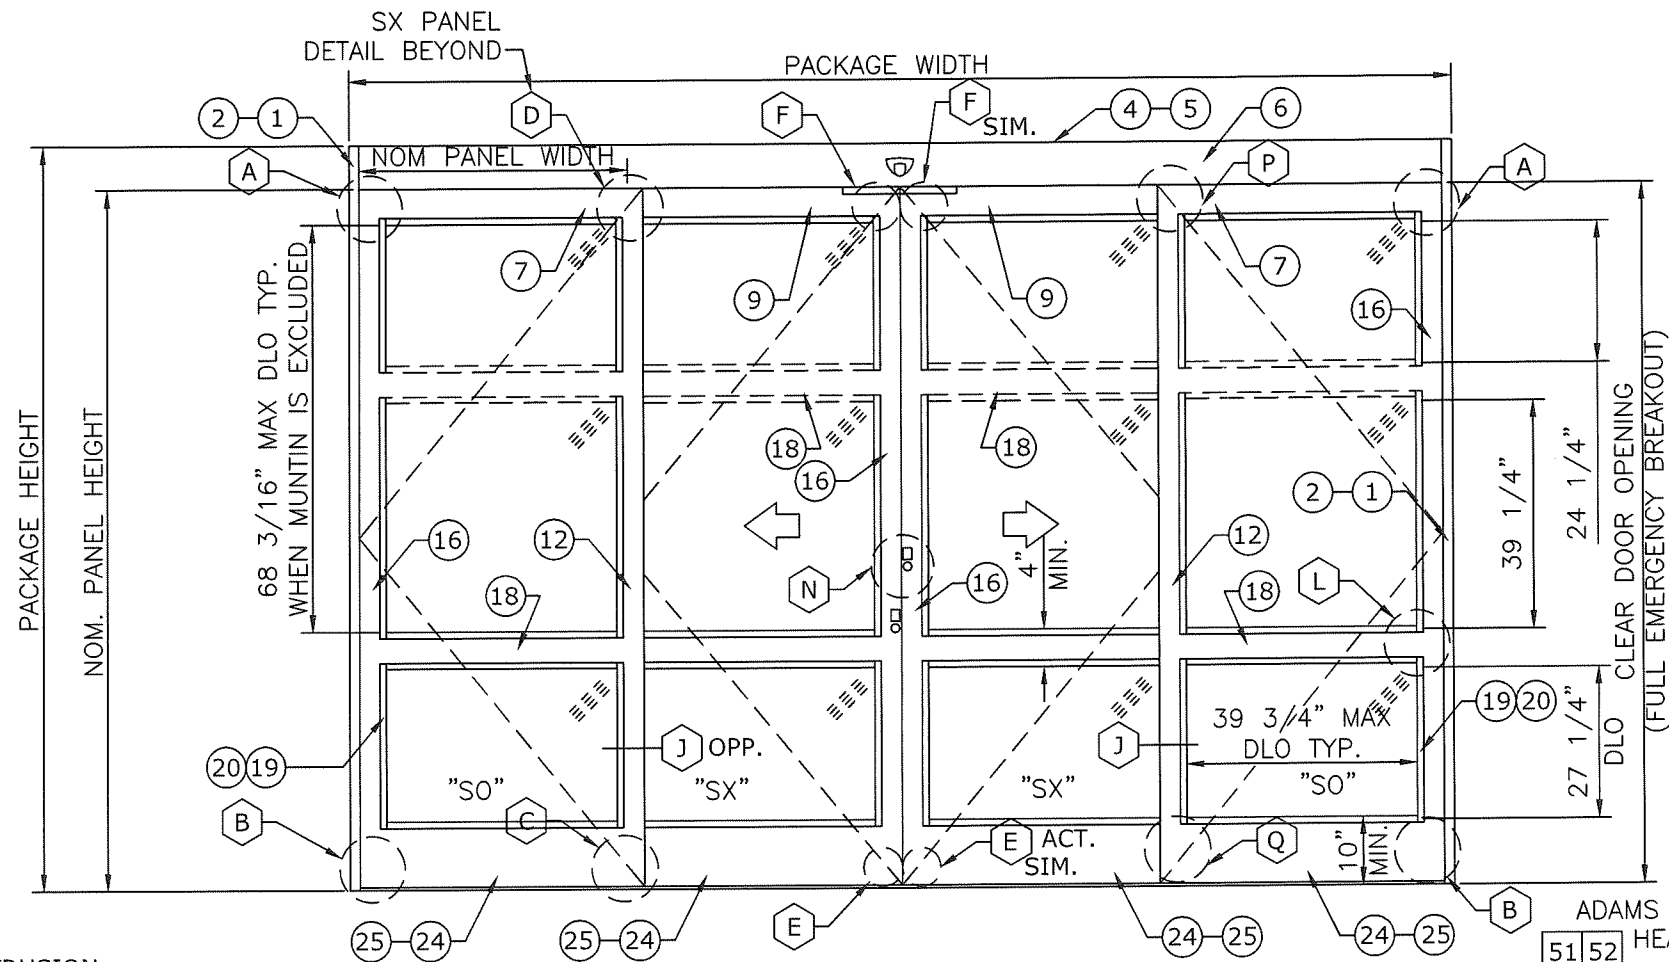 SX PANEL
DETAIL BEYOND
PACKAGE WIDTH
2 1
D
F
F
SIM.
4 5
6
A
NOM PANEL WIDTH
P
A
7
9
9
7
16
68 3/16" MAX DLO TYP.
WHEN MUNTIN IS EXCLUDED
PACKAGE HEIGHT
NOM. PANEL HEIGHT
18
16
18
2 1
24 1/4"
39 1/4"
CLEAR DOOR OPENING
(FULL EMERGENCY BREAKOUT)
16
12
N
4"
MIN.
16
12
L
18
18
20 19
J OPP.
J
39 3/4" MAX
DLO TYP.
19 20
27 1/4"
DLO
"SO"
"SX"
"SX"
"SO"
B
C
E ACT.
SIM.
Q
10"
MIN.
25 24
25 24
E
24 25
24 25
B
ADAMS
51 52